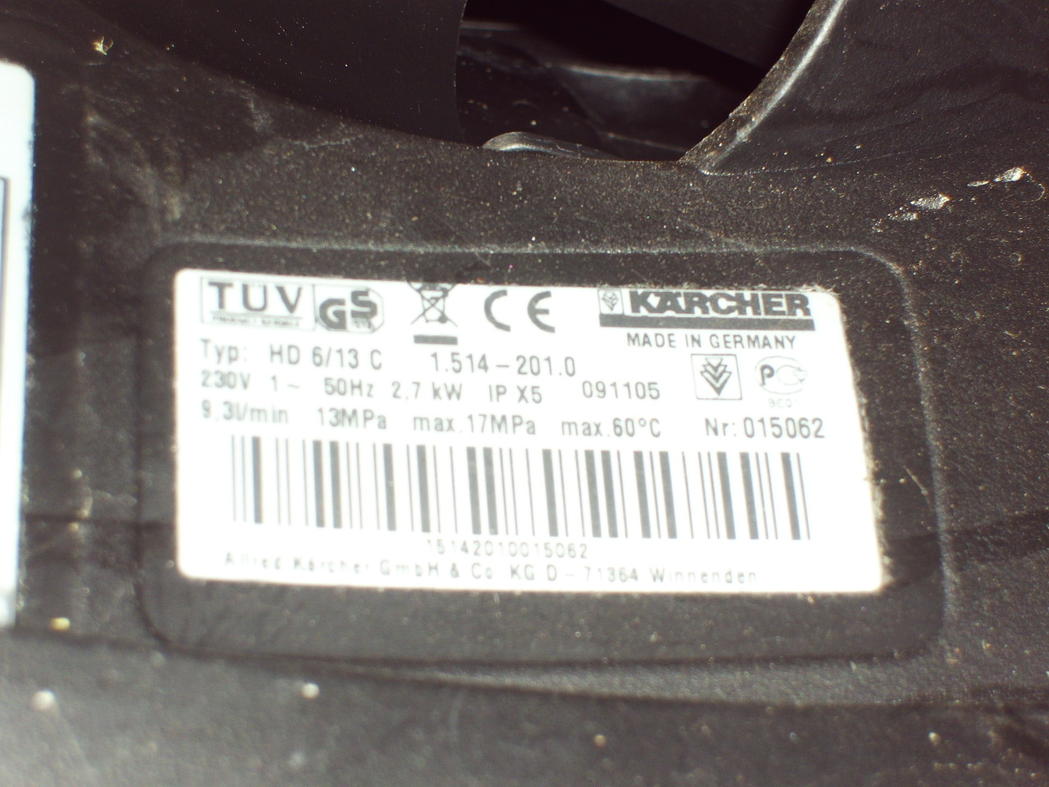 TÜV GS CE KÄRCHER
MADE IN GERMANY
Typ: HD 6/13 C 1.514-201.0
230V 1~ 50Hz 2,7 kW IP X5 091105
9,3l/min 13MPa max.17MPa max.60°C Nr:015062
15142010015062
Alfred Kärcher GmbH & Co KG D-71364 Winnenden